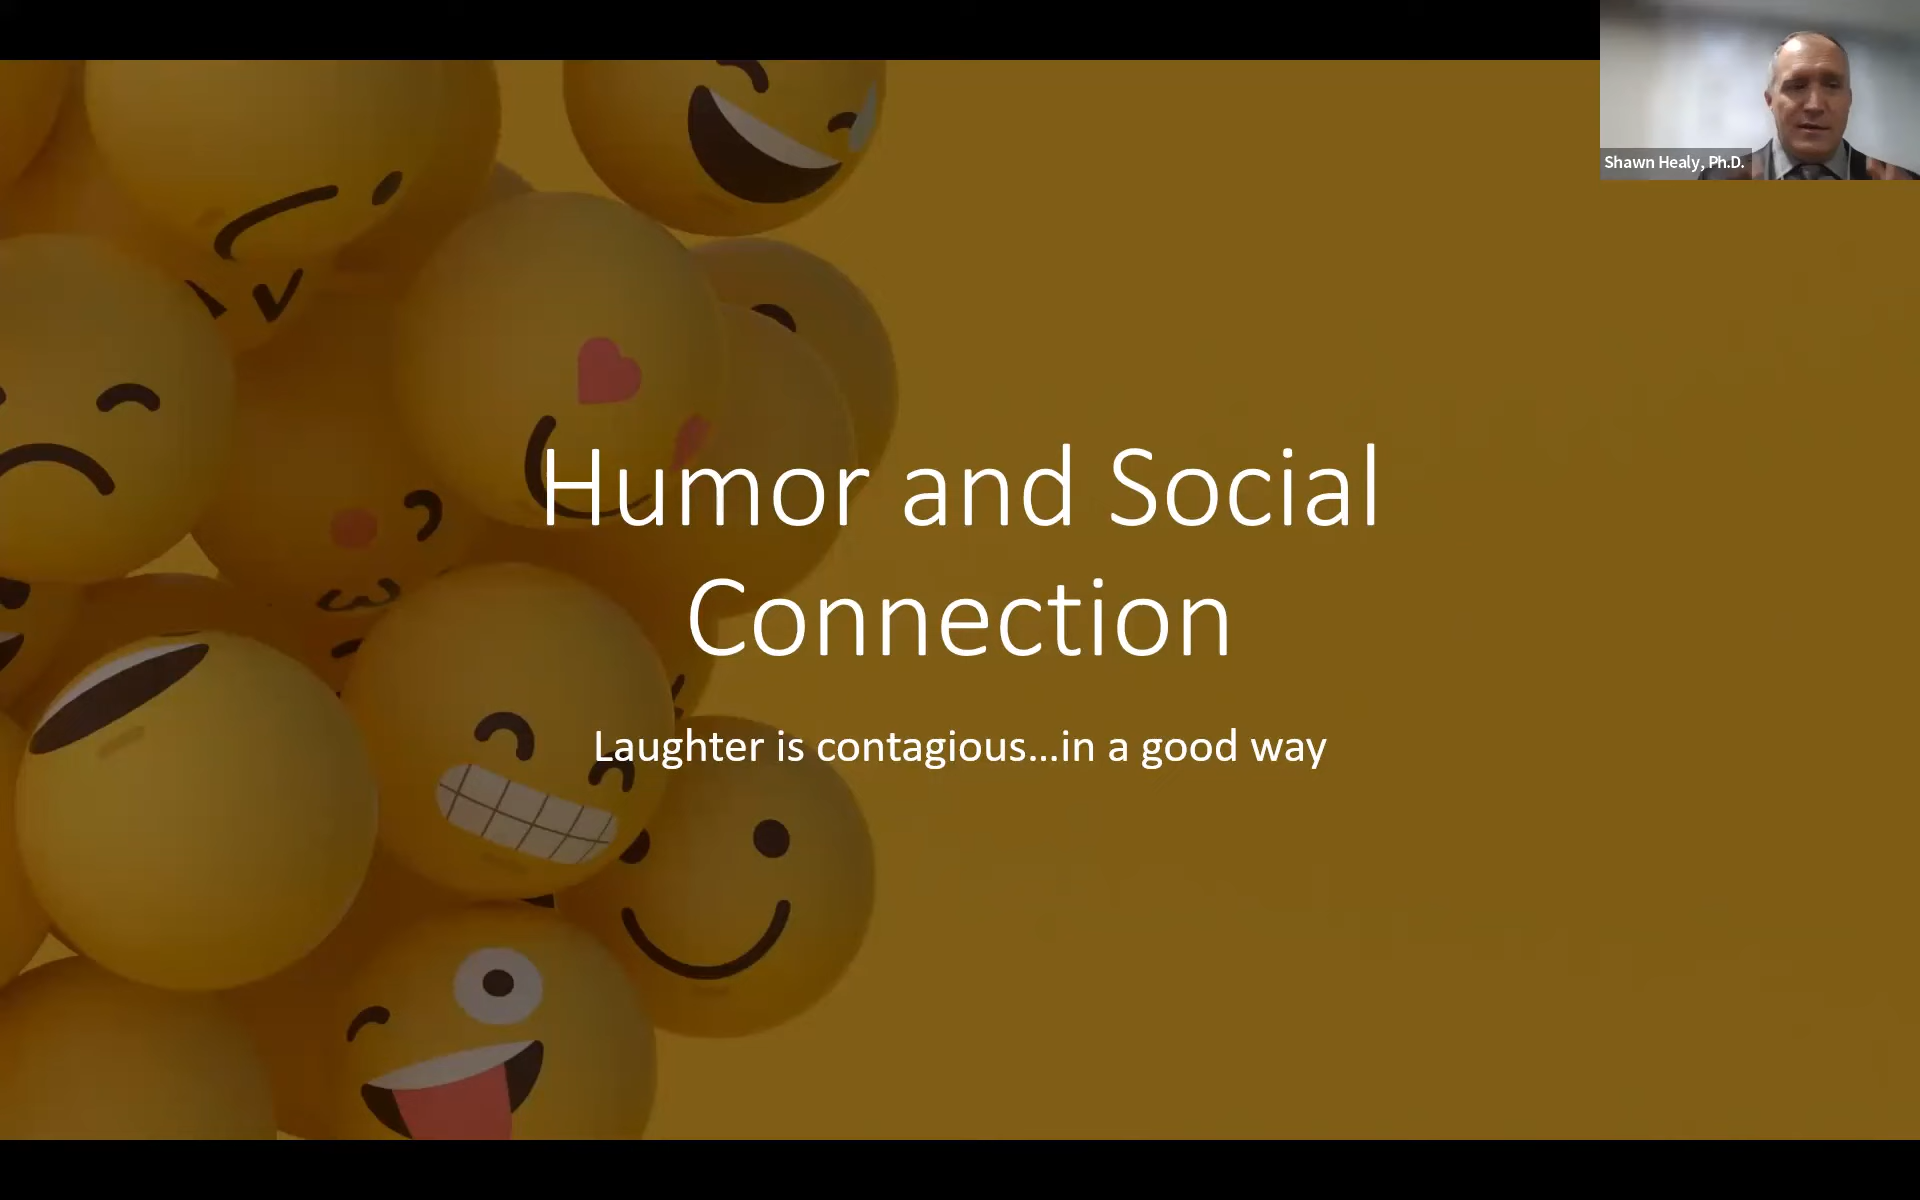 Shawn Healy, Ph.D.
Humor and Social
Connection
Laughter is contagious...in a good way